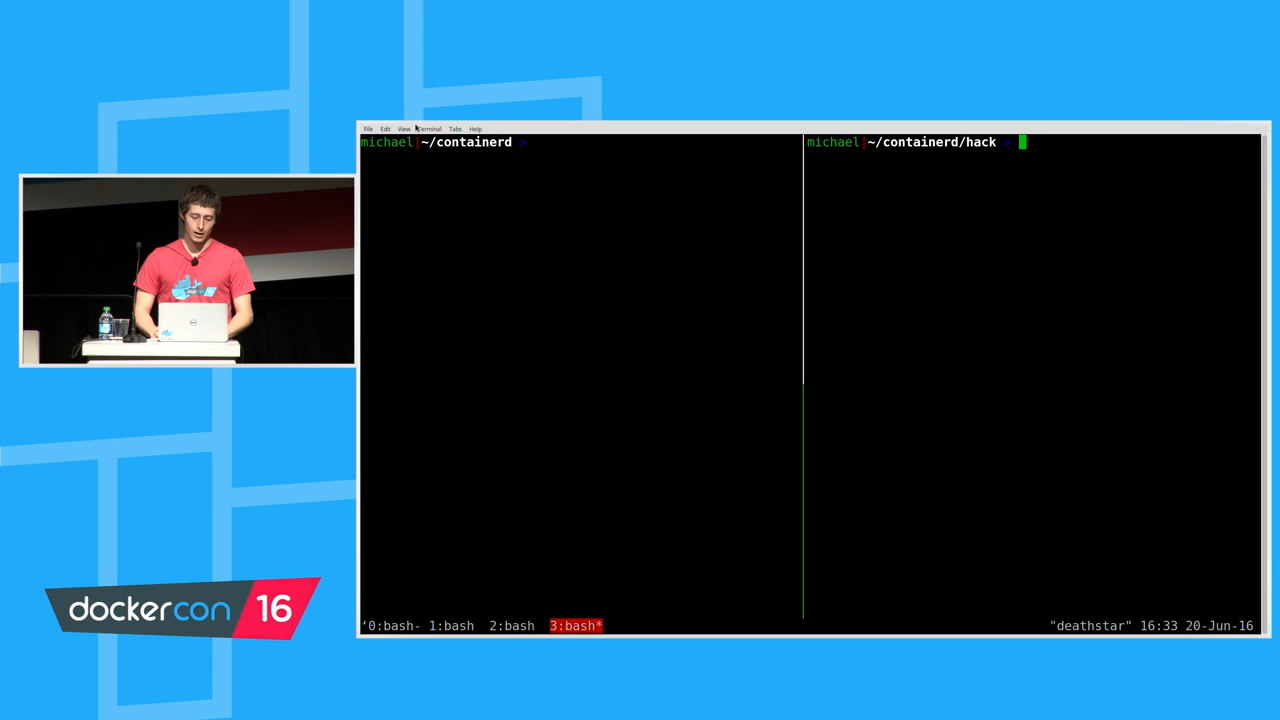 File Edit View Terminal Tabs Help
michael|~/containerd >
michael|~/containerd/hack >
dockercon 16
‘0:bash- 1:bash 2:bash 3:bash*
"deathstar" 16:33 20-Jun-16